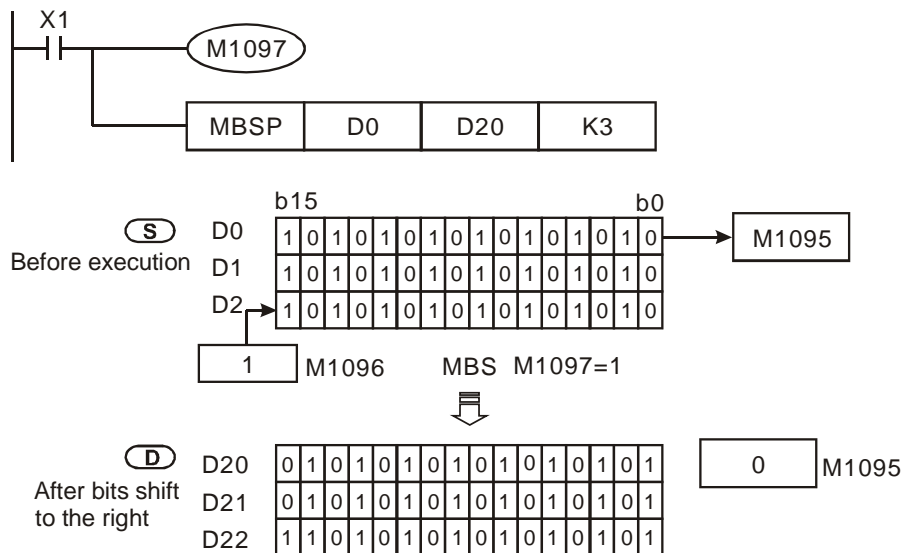 X1
M1097
MBSP D0 D20 K3
b15 b0
S D0 1 0 1 0 1 0 1 0 1 0 1 0 1 0 1 0 M1095
Before execution D1 1 0 1 0 1 0 1 0 1 0 1 0 1 0 1 0
D2 1 0 1 0 1 0 1 0 1 0 1 0 1 0 1 0
1 M1096 MBS M1097=1
D D20 0 1 0 1 0 1 0 1 0 1 0 1 0 1 0 1 0 M1095
After bits shift D21 0 1 0 1 0 1 0 1 0 1 0 1 0 1 0 1
to the right D22 1 1 0 1 0 1 0 1 0 1 0 1 0 1 0 1